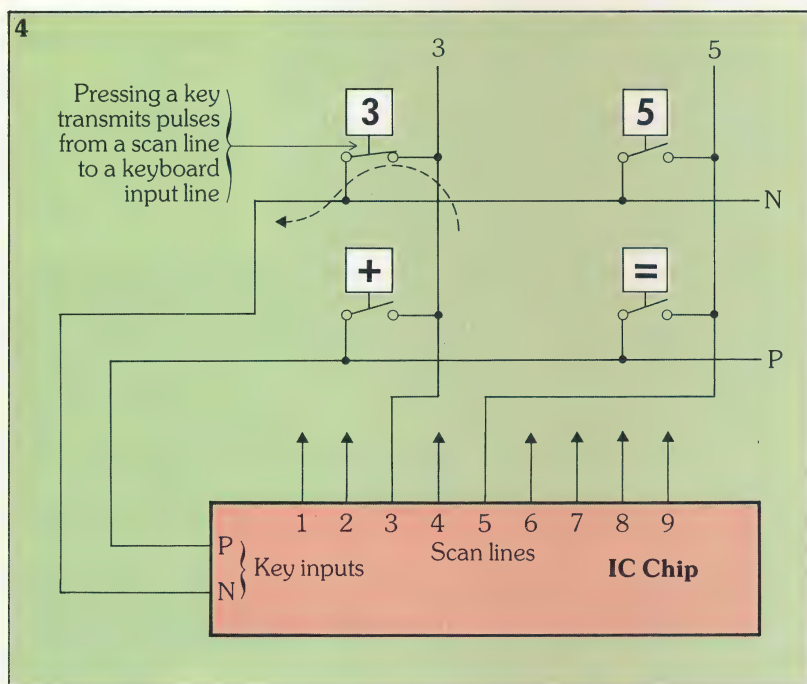 4
3
5
Pressing a key
transmits pulses
from a scan line
to a keyboard
input line
3
5
N
+
=
P
1 2 3 4 5 6 7 8 9
P
Key inputs
Scan lines
IC Chip
N